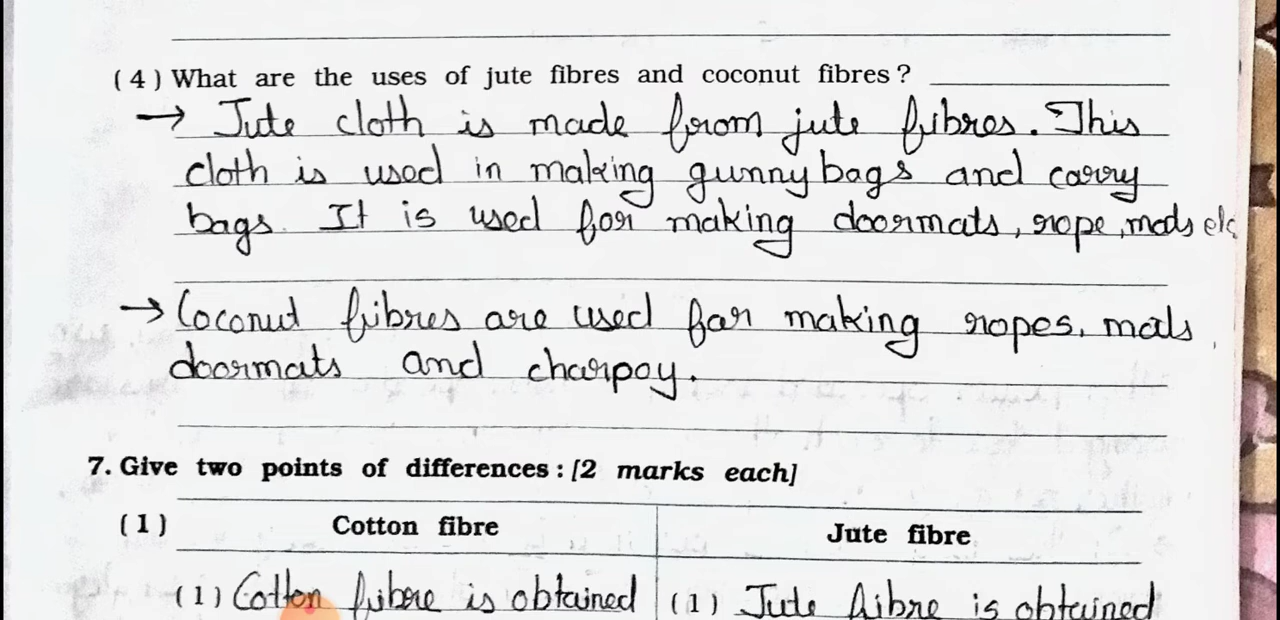 (4) What are the uses of jute fibres and coconut fibres?
→ Jute cloth is made from jute fibres. This
cloth is used in making gunny bags and carry
bags. It is used for making doormats, rope, mats etc
→ Coconut fibres are used for making ropes, mats,
doormats and charpoy.
7. Give two points of differences : [2 marks each]
(1) Cotton fibre Jute fibre
(1) Cotton fibre is obtained (1) Jute fibre is obtained